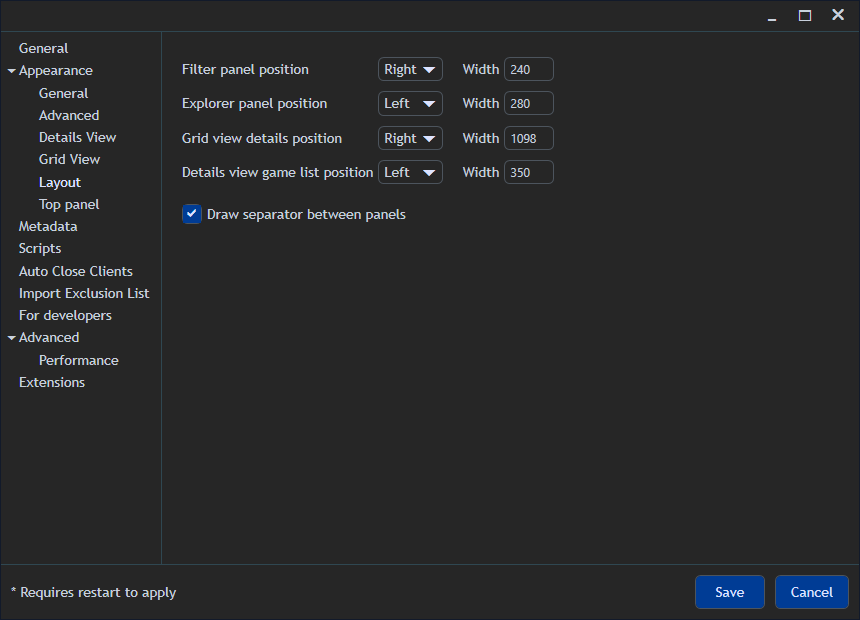 General
Appearance
General
Advanced
Details View
Grid View
Layout
Top panel
Metadata
Scripts
Auto Close Clients
Import Exclusion List
For developers
Advanced
Performance
Extensions
Filter panel position Right Width 240
Explorer panel position Left Width 280
Grid view details position Right Width 1098
Details view game list position Left Width 350
Draw separator between panels
* Requires restart to apply
Save Cancel